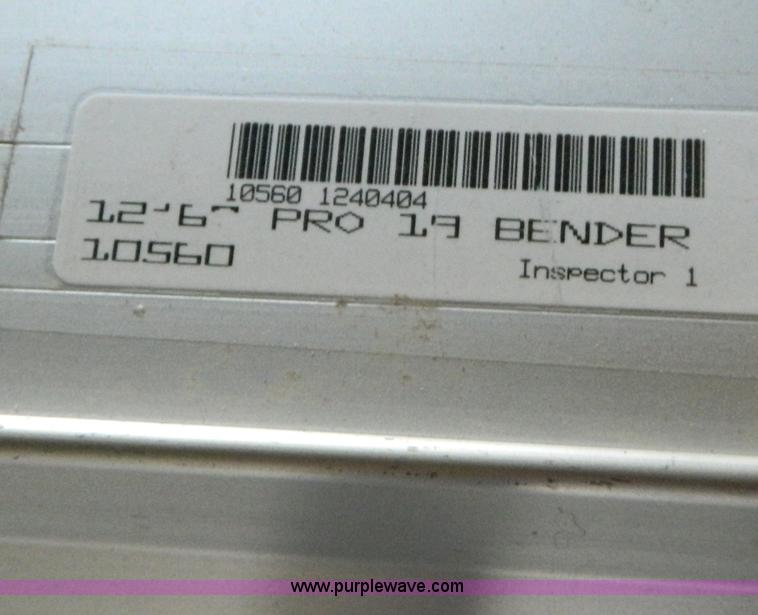 10560 1240404
12'6" PRO 19 BENDER
10560
Inspector 1
www.purplewave.com